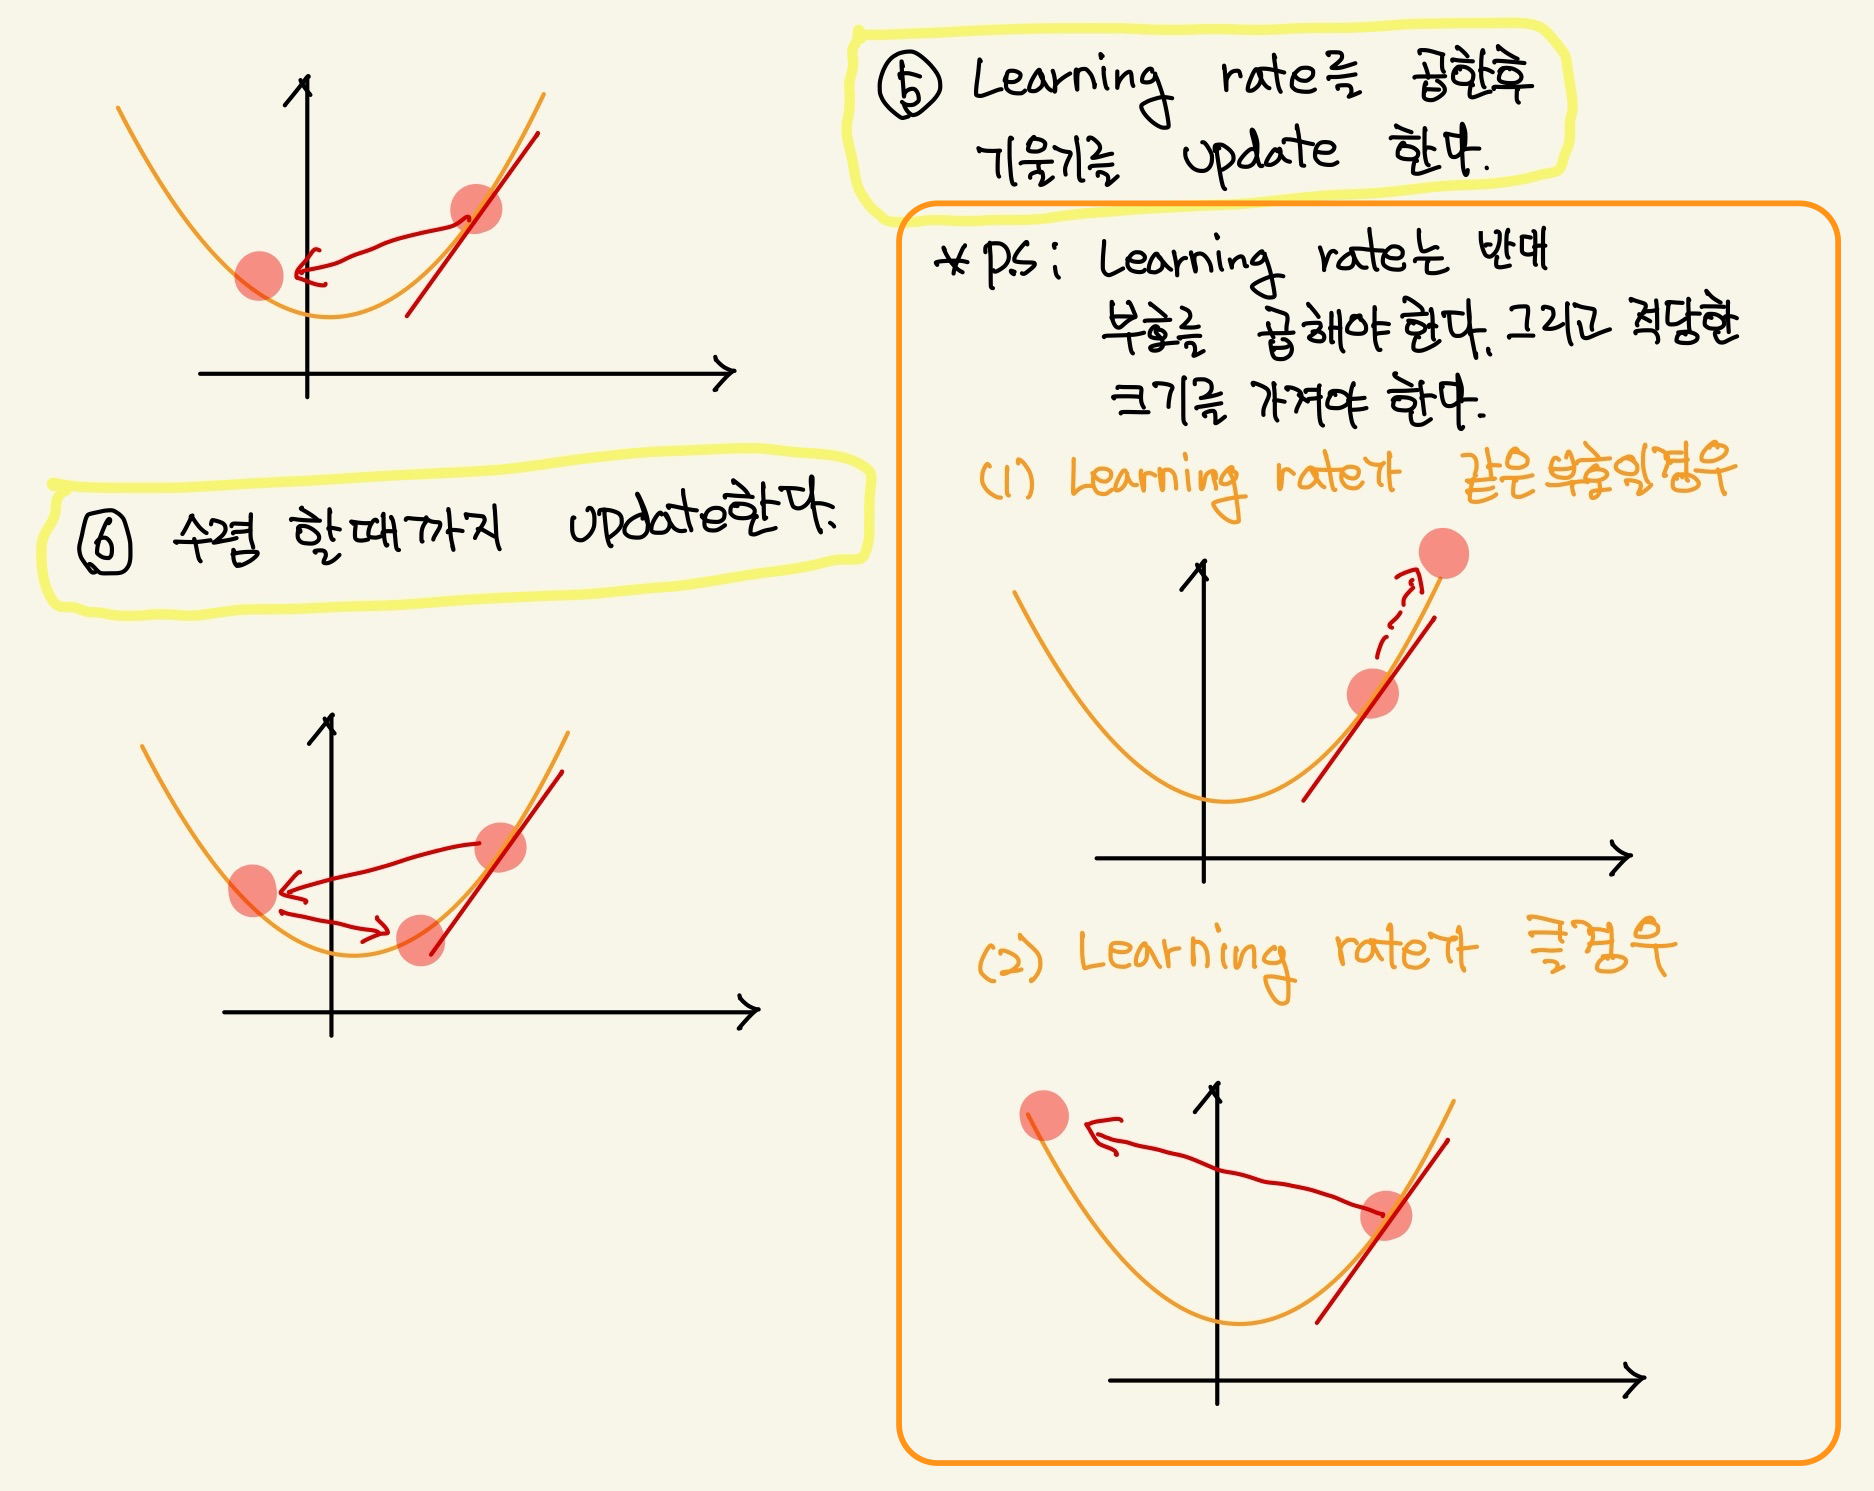 ⑤ Learning rate를 곱한후
기울기를 update 한다.
*p.s : Learning rate는 반대
부호를 곱해야 한다. 그리고 적당한
크기를 가져야 한다.
(1) Learning rate가 같은 부호일경우
(2) Learning rate가 클경우
⑥ 수렴 할때까지 update한다.